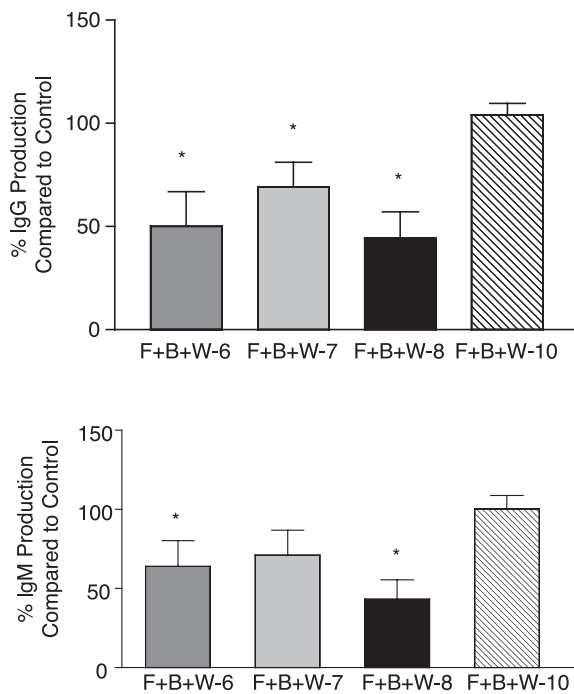 % IgG Production
Compared to Control
150
100
50
0
*
*
*
F+B+W-6 F+B+W-7 F+B+W-8 F+B+W-10
% IgM Production
Compared to Control
150
100
50
0
*
*
F+B+W-6 F+B+W-7 F+B+W-8 F+B+W-10